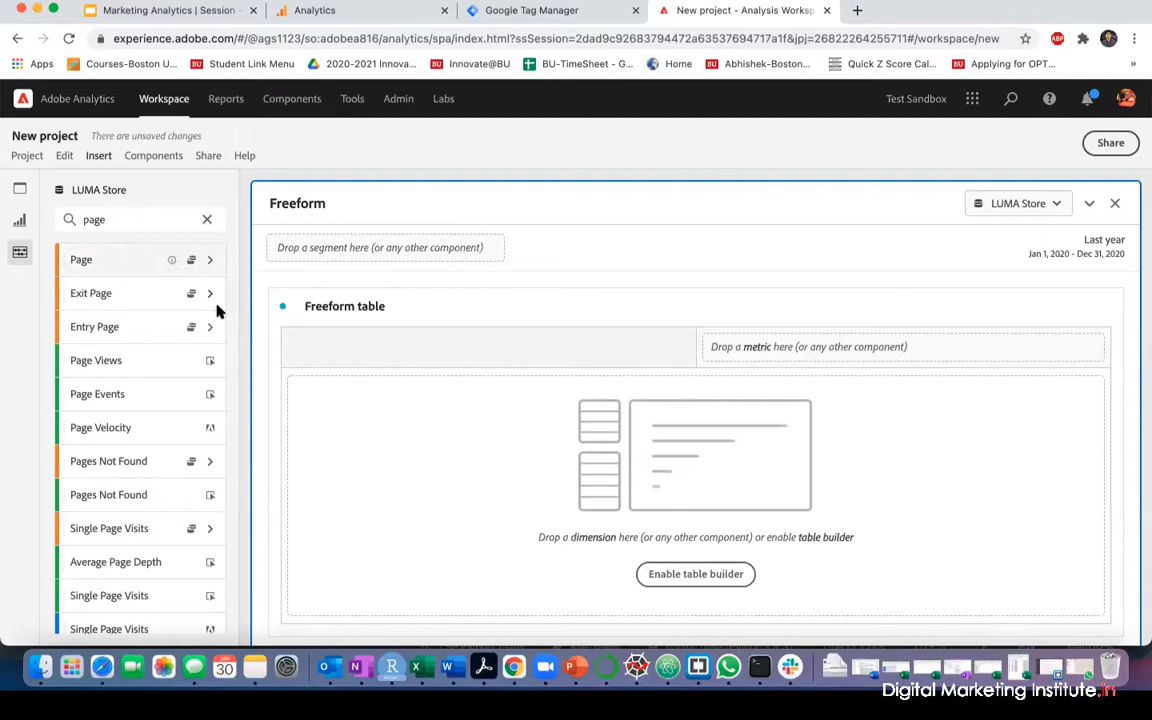 Marketing Analytics | Session -
Analytics
Google Tag Manager
New project - Analysis Worksp
experience.adobe.com/#/@ags1123/so:adobea816/analytics/spa/index.html?ssSession=2dad9c92683794472a63537694717a1f&jpj=26822264255711#/workspace/new
Apps
Courses-Boston U...
Student Link Menu
2020-2021 Innova...
Innovate@BU
BU-TimeSheet - G...
Home
Abhishek-Boston...
Quick Z Score Cal...
Applying for OPT...
Adobe Analytics
Workspace
Reports
Components
Tools
Admin
Labs
Test Sandbox
New project
There are unsaved changes
Project
Edit
Insert
Components
Share
Help
Share
LUMA Store
page
Page
Exit Page
Entry Page
Page Views
Page Events
Page Velocity
Pages Not Found
Pages Not Found
Single Page Visits
Average Page Depth
Single Page Visits
Single Page Visits
Freeform
LUMA Store
Drop a segment here (or any other component)
Last year
Jan 1, 2020 - Dec 31, 2020
Freeform table
Drop a metric here (or any other component)
Drop a dimension here (or any other component) or enable table builder
Enable table builder
30
Digital Marketing Institute.in